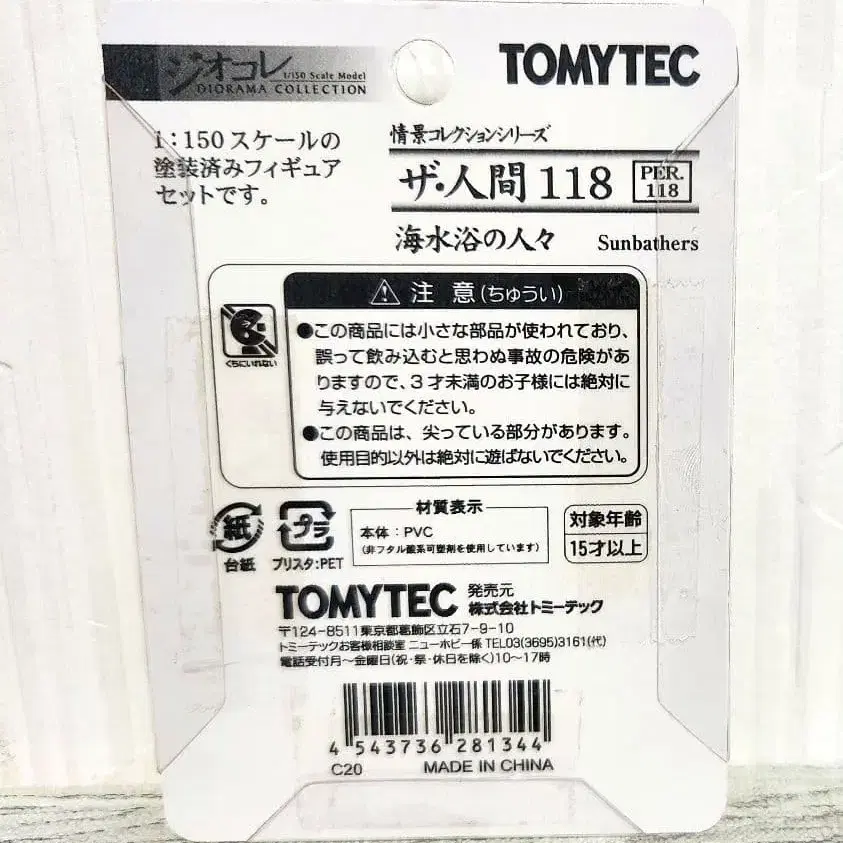 ジオコレ
1/150 Scale Model
DIORAMA COLLECTION
TOMYTEC
1:150スケールの
塗装済みフィギュア
セットです。
情景コレクションシリーズ
ザ・人間118
PER.
118
海水浴の人々 Sunbathers
注意(ちゅうい)
くちにいれない
●この商品には小さな部品が使われており、
誤って飲み込むと思わぬ事故の危険があ
りますので、3才未満のお子様には絶対に
与えないでください。
●この商品は、尖っている部分があります。
使用目的以外は絶対に遊ばないでください。
紙
台紙
プラ
ブリスタ:PET
材質表示
本体:PVC
(非フタル酸系可塑剤を使用しています)
対象年齢
15才以上
TOMYTEC 発売元
株式会社トミーテック
〒124-8511東京都葛飾区立石7-9-10
トミーテックお客様相談室 ニューホビー係 TEL03(3695)3161(代)
電話受付月〜金曜日(祝・祭・休日を除く)10〜17時
4 543736 281344
C20 MADE IN CHINA